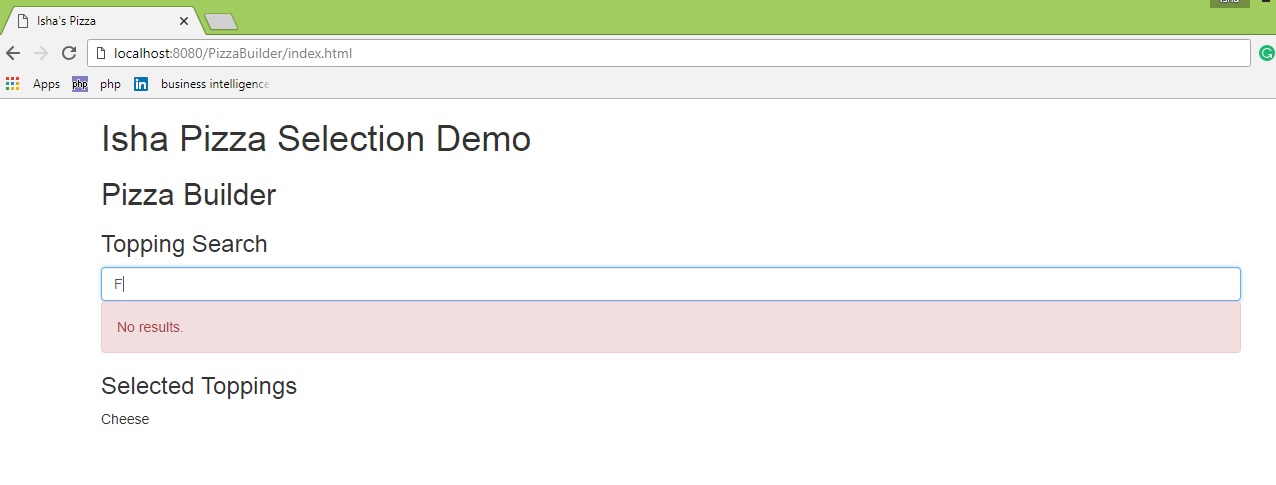 Isha
Isha's Pizza
localhost:8080/PizzaBuilder/index.html
Apps php php in business intelligence
Isha Pizza Selection Demo
Pizza Builder
Topping Search
F
No results.
Selected Toppings
Cheese